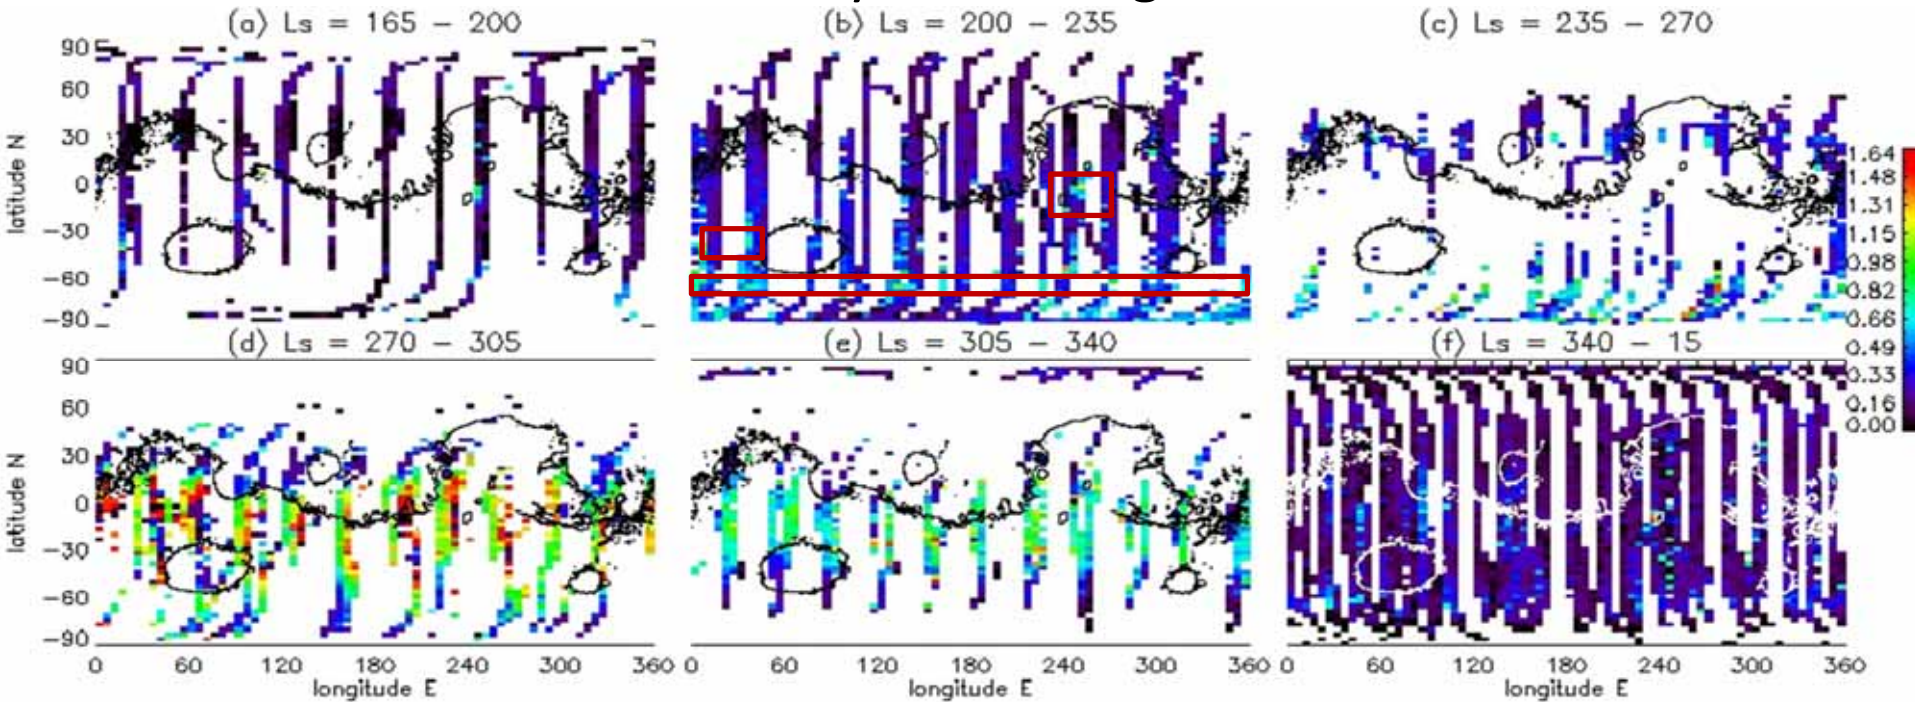 (a) Ls = 165 - 200
(b) Ls = 200 - 235
(c) Ls = 235 - 270
90
60
30
0
-30
-60
-90
latitude N
1.64
1.48
1.31
1.15
0.98
0.82
0.66
0.49
0.33
0.16
0.00
(d) Ls = 270 - 305
(e) Ls = 305 - 340
(f) Ls = 340 - 15
90
60
30
0
-30
-60
-90
latitude N
0 60 120 180 240 300 360
0 60 120 180 240 300 360
0 60 120 180 240 300 360
longitude E
longitude E
longitude E